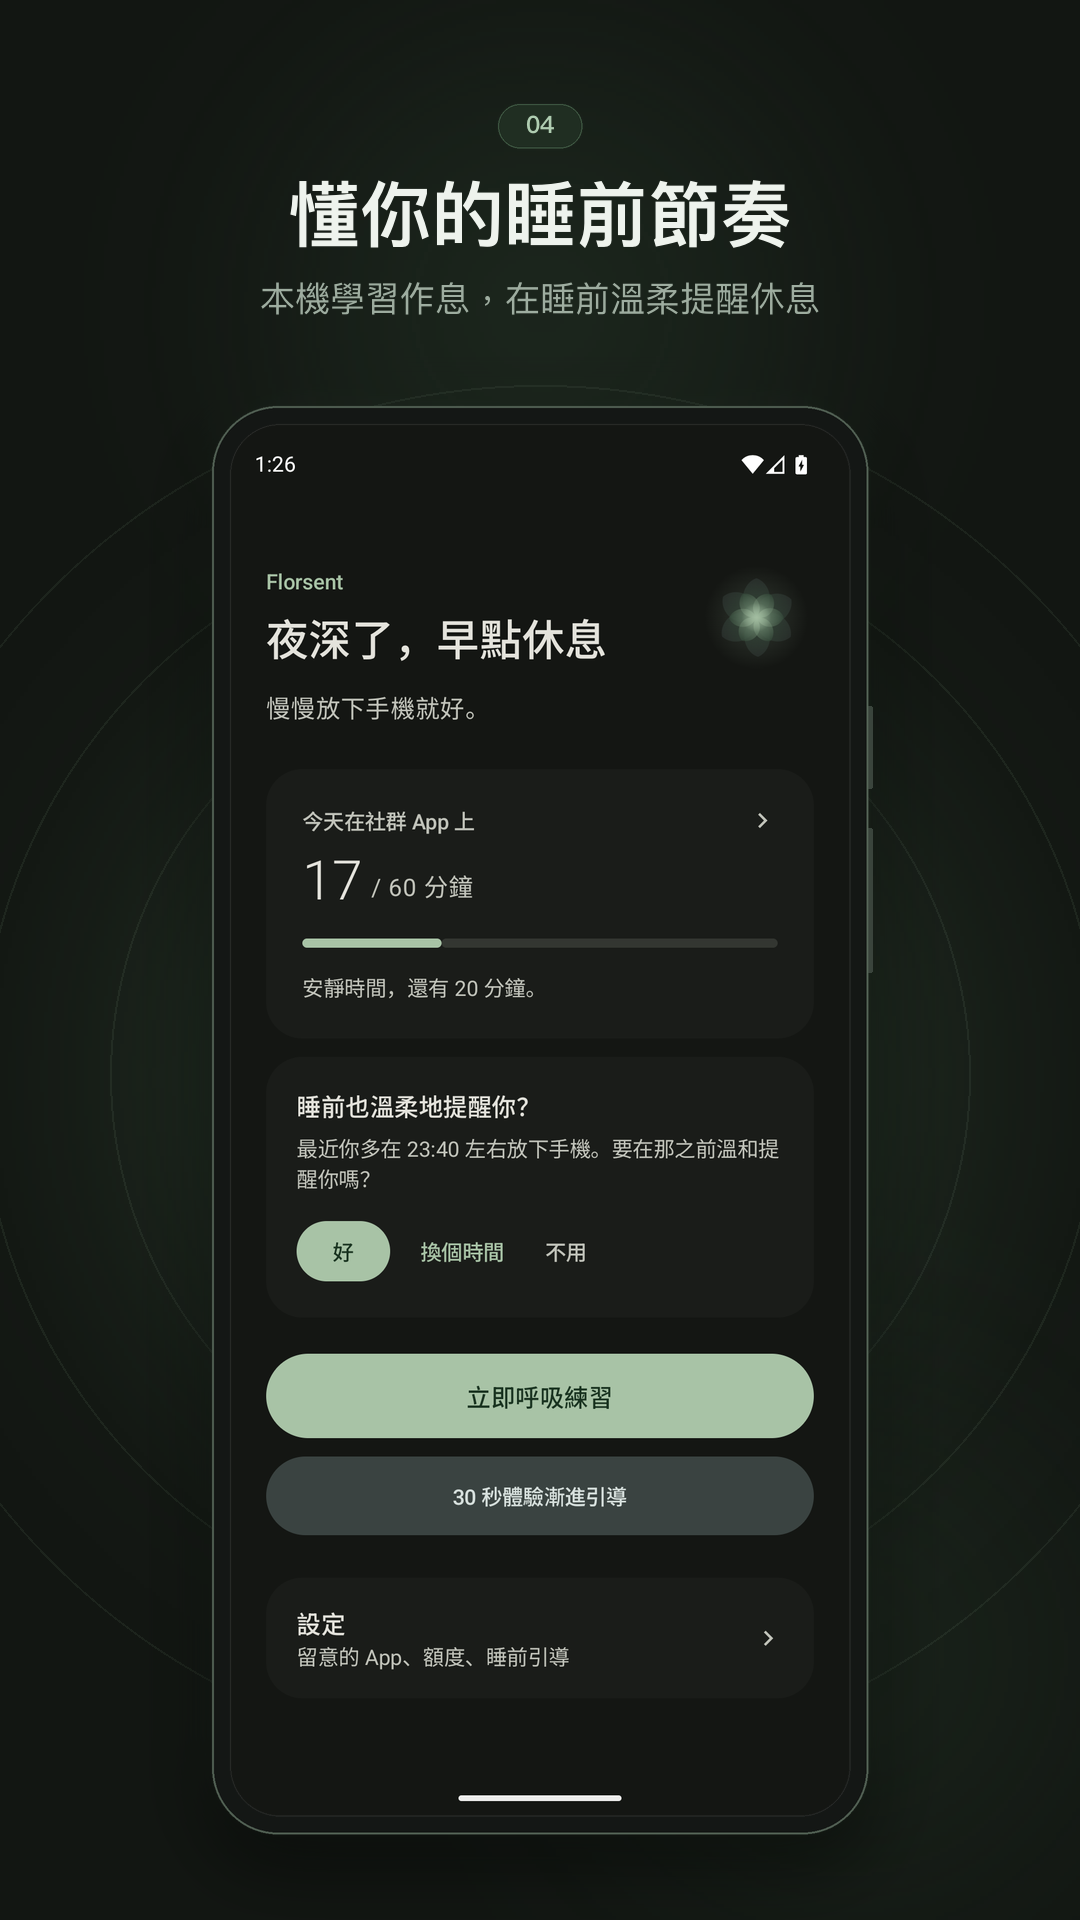 04
懂你的睡前節奏
本機學習作息，在睡前溫柔提醒休息
1:26
Florsent
夜深了，早點休息
慢慢放下手機就好。
今天在社群 App 上
17 / 60 分鐘
安靜時間，還有 20 分鐘。
睡前也溫柔地提醒你？
最近你多在 23:40 左右放下手機。要在那之前溫和提
醒你嗎？
好 換個時間 不用
立即呼吸練習
30 秒體驗漸進引導
設定
留意的 App、額度、睡前引導